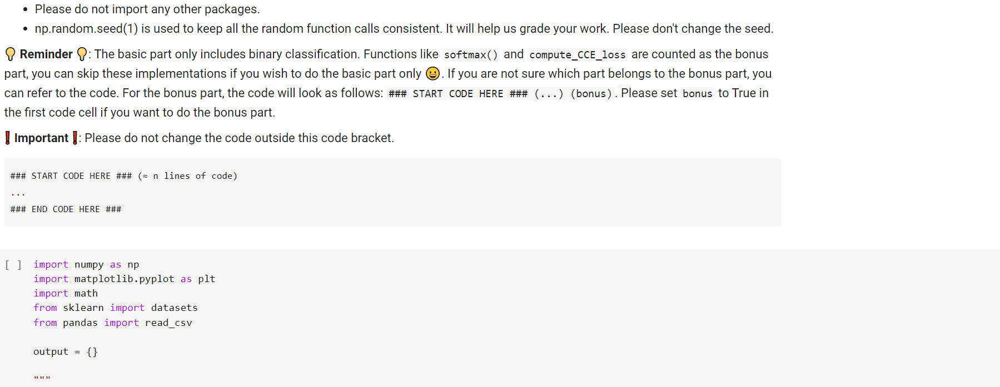 • Please do not import any other packages.
• np.random.seed(1) is used to keep all the random function calls consistent. It will help us grade your work. Please don't change the seed.
💡 Reminder 💡: The basic part only includes binary classification. Functions like softmax() and compute_CCE_loss are counted as the bonus
part, you can skip these implementations if you wish to do the basic part only 😀. If you are not sure which part belongs to the bonus part, you
can refer to the code. For the bonus part, the code will look as follows: ### START CODE HERE ### (...) (bonus). Please set bonus to True in
the first code cell if you want to do the bonus part.
❗ Important ❗: Please do not change the code outside this code bracket.
### START CODE HERE ### (≈ n lines of code)
...
### END CODE HERE ###
[ ] import numpy as np
import matplotlib.pyplot as plt
import math
from sklearn import datasets
from pandas import read_csv
output = {}
"""